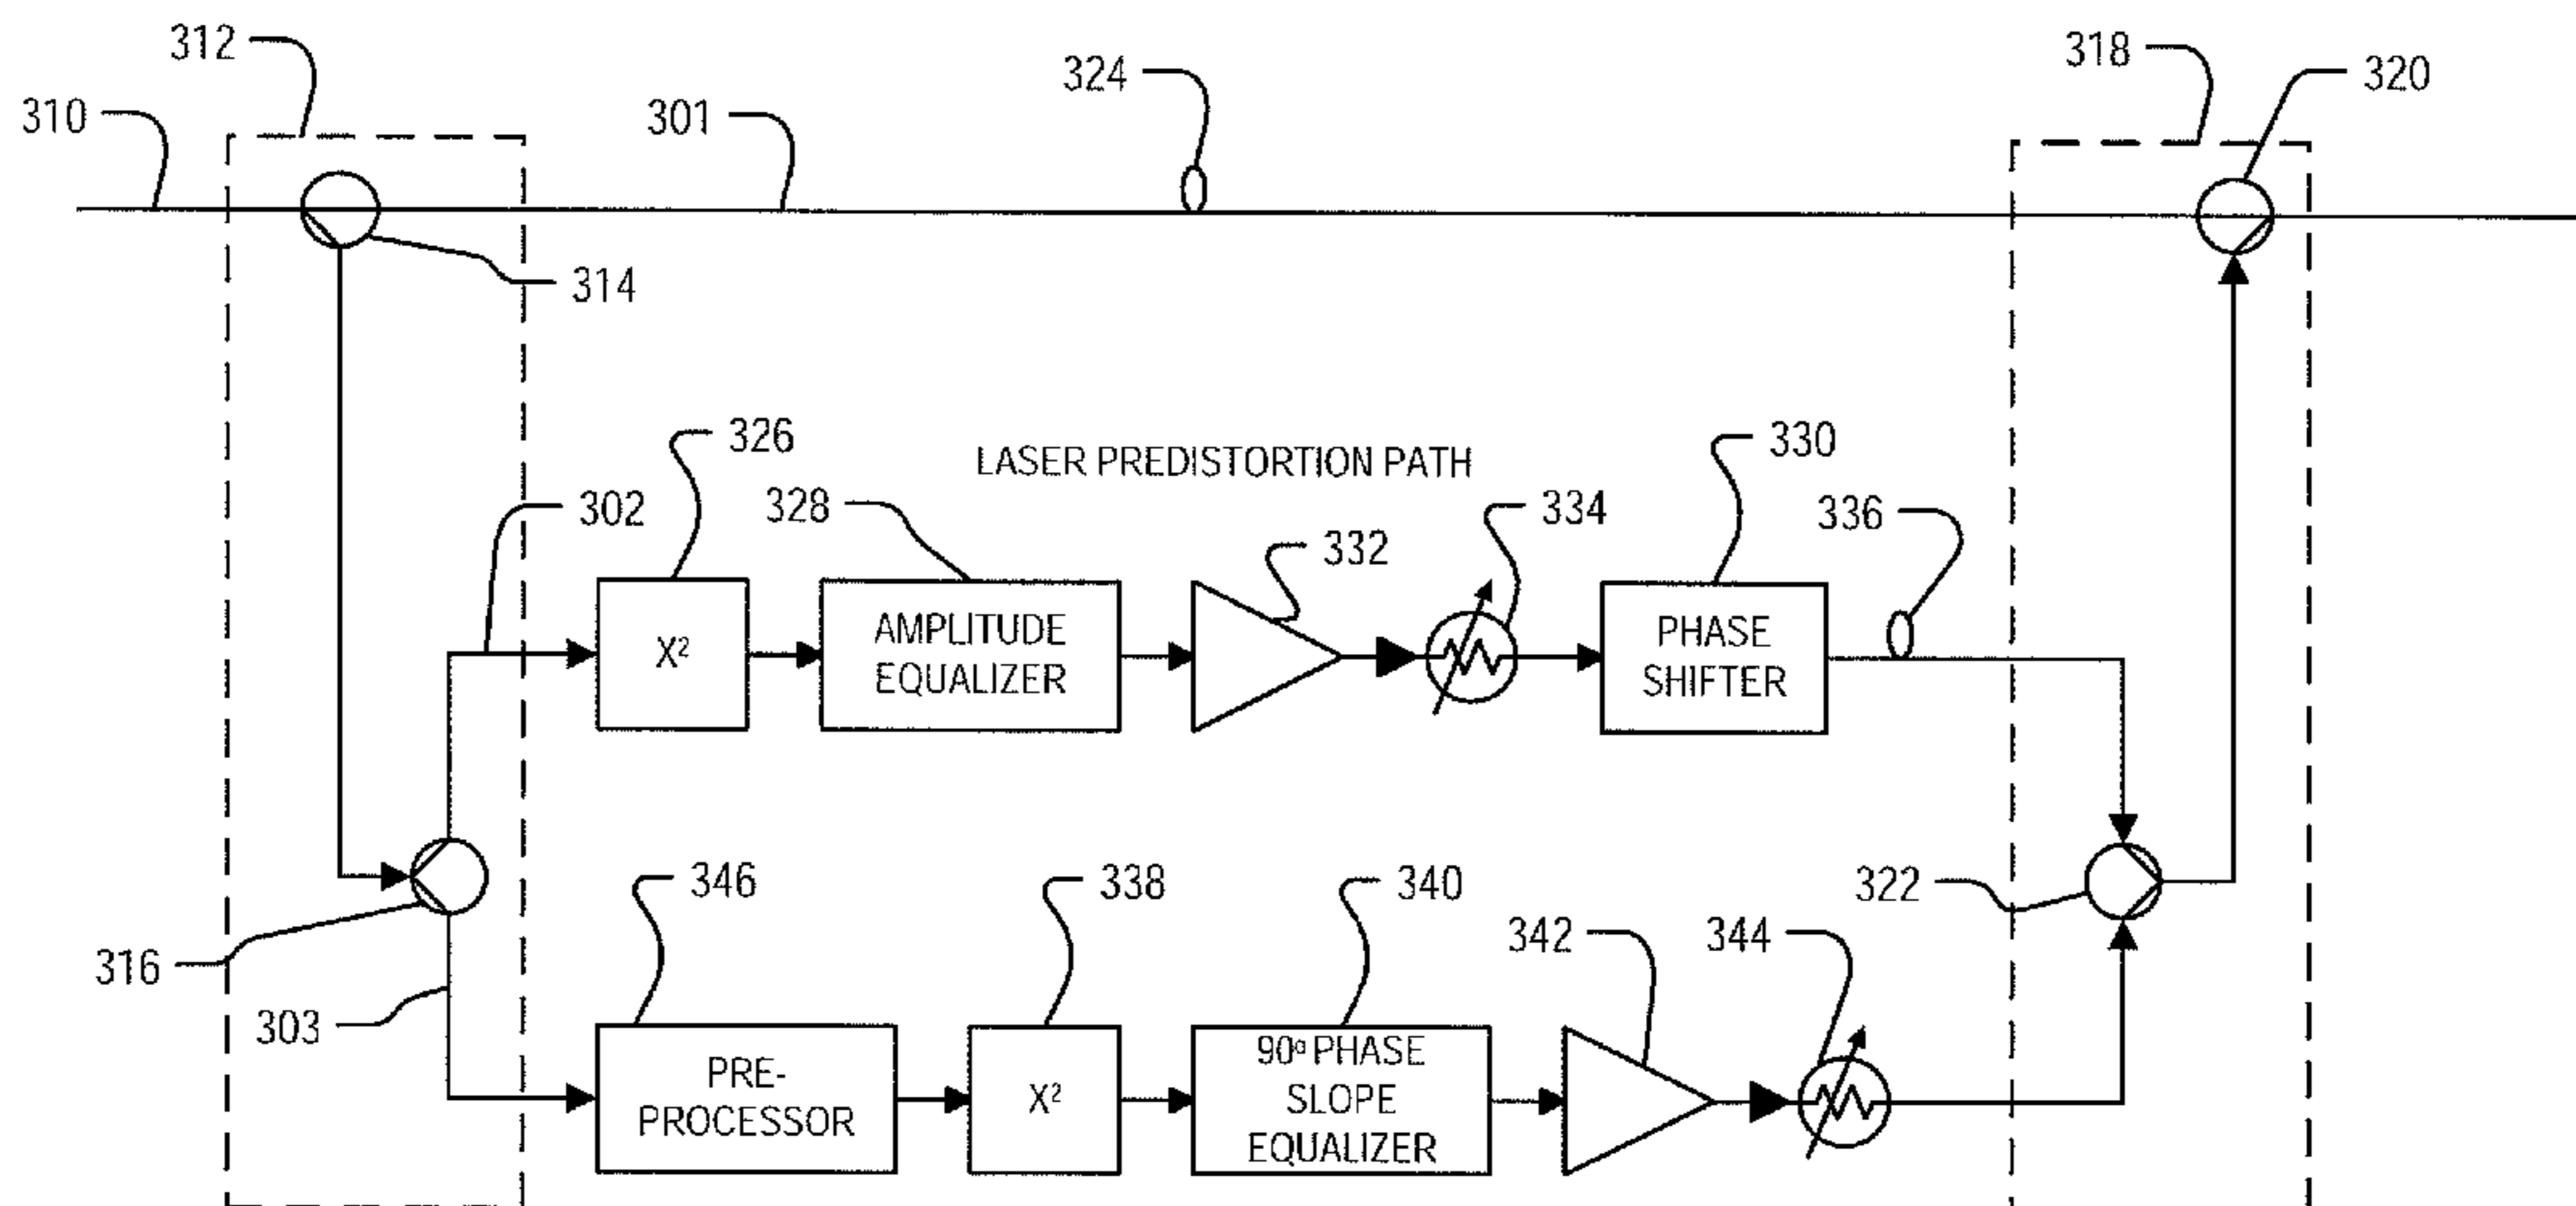 312
318
320
324
310
301
314
326
LASER PREDISTORTION PATH
330
302
328
334
336
332
X²
AMPLITUDE
EQUALIZER
PHASE
SHIFTER
346
338
340
322
342
344
316
303
PRE-
PROCESSOR
X²
90º PHASE
SLOPE
EQUALIZER